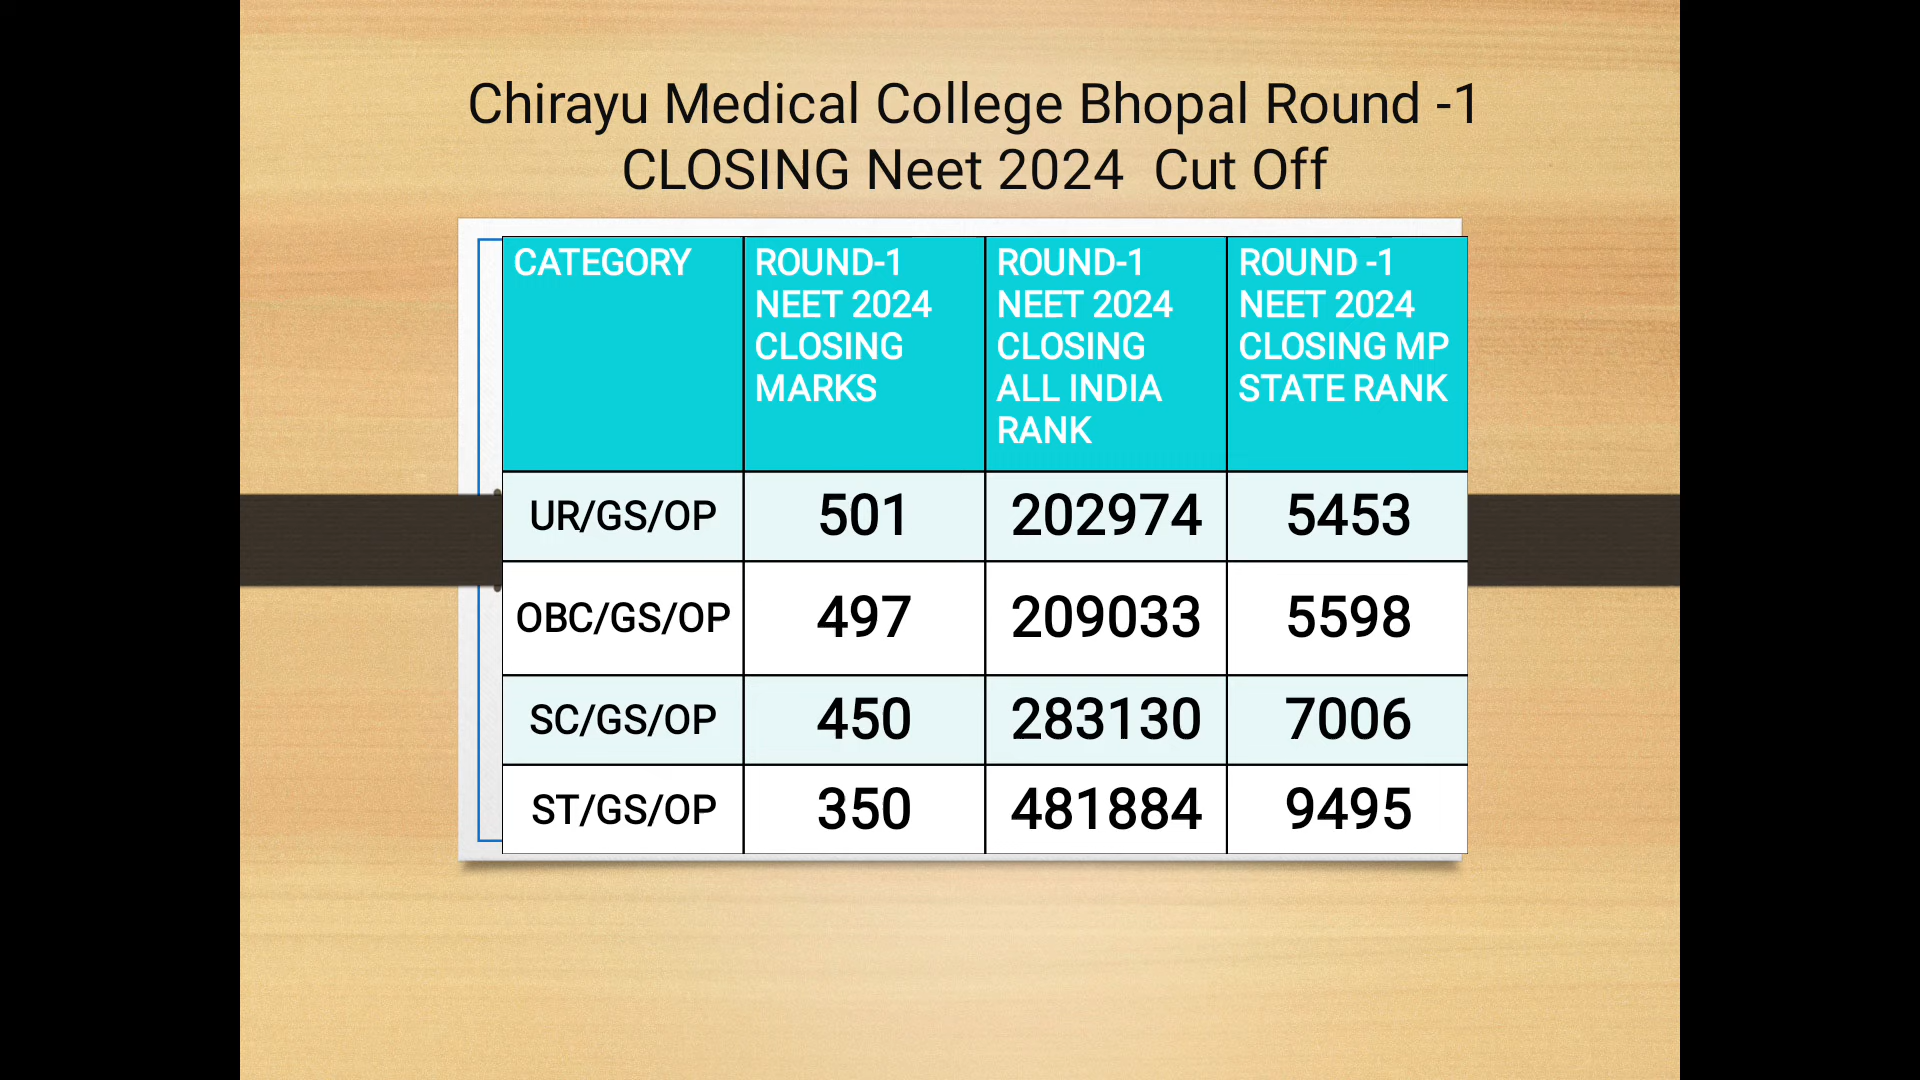 Chirayu Medical College Bhopal Round -1
CLOSING Neet 2024 Cut Off
CATEGORY
ROUND-1
NEET 2024
CLOSING
MARKS
ROUND-1
NEET 2024
CLOSING
ALL INDIA
RANK
ROUND -1
NEET 2024
CLOSING MP
STATE RANK
UR/GS/OP 501 202974 5453
OBC/GS/OP 497 209033 5598
SC/GS/OP 450 283130 7006
ST/GS/OP 350 481884 9495